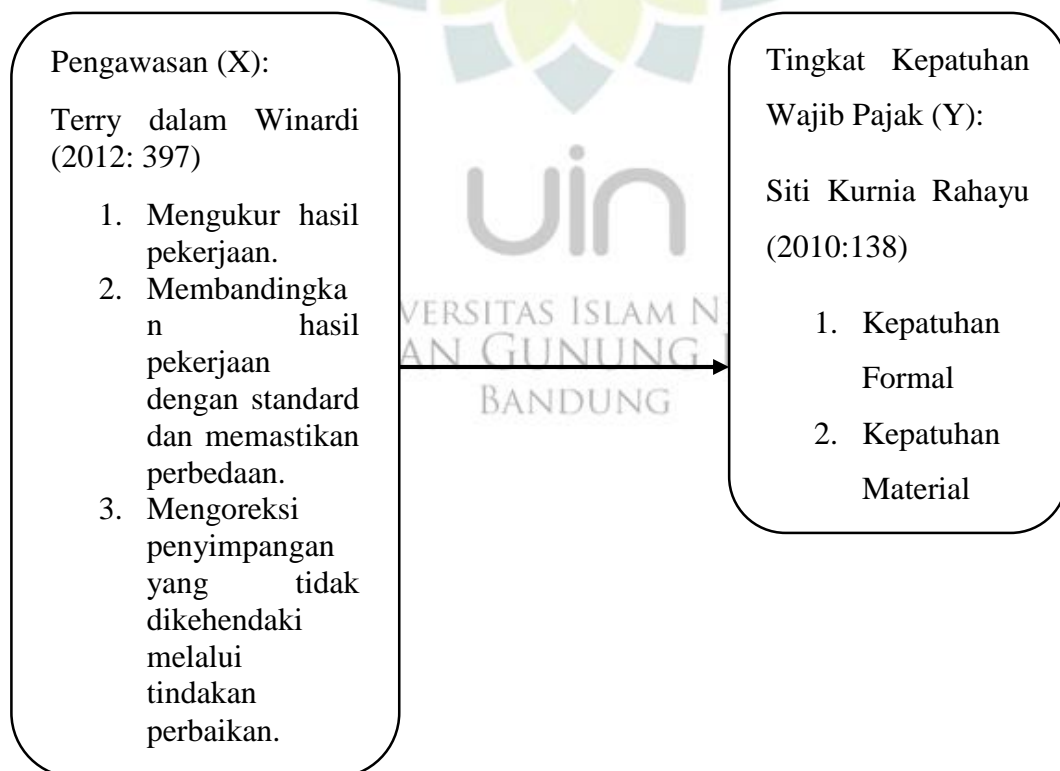 Pengawasan (X):
Terry dalam Winardi
(2012: 397)
1. Mengukur hasil
pekerjaan.
2. Membandingka
n hasil
pekerjaan
dengan standard
dan memastikan
perbedaan.
3. Mengoreksi
penyimpangan
yang tidak
dikehendaki
melalui
tindakan
perbaikan.
uin
VERSITAS ISLAM N
AN GUNUNG
BANDUNG
Tingkat Kepatuhan
Wajib Pajak (Y):
Siti Kurnia Rahayu
(2010:138)
1. Kepatuhan
Formal
2. Kepatuhan
Material